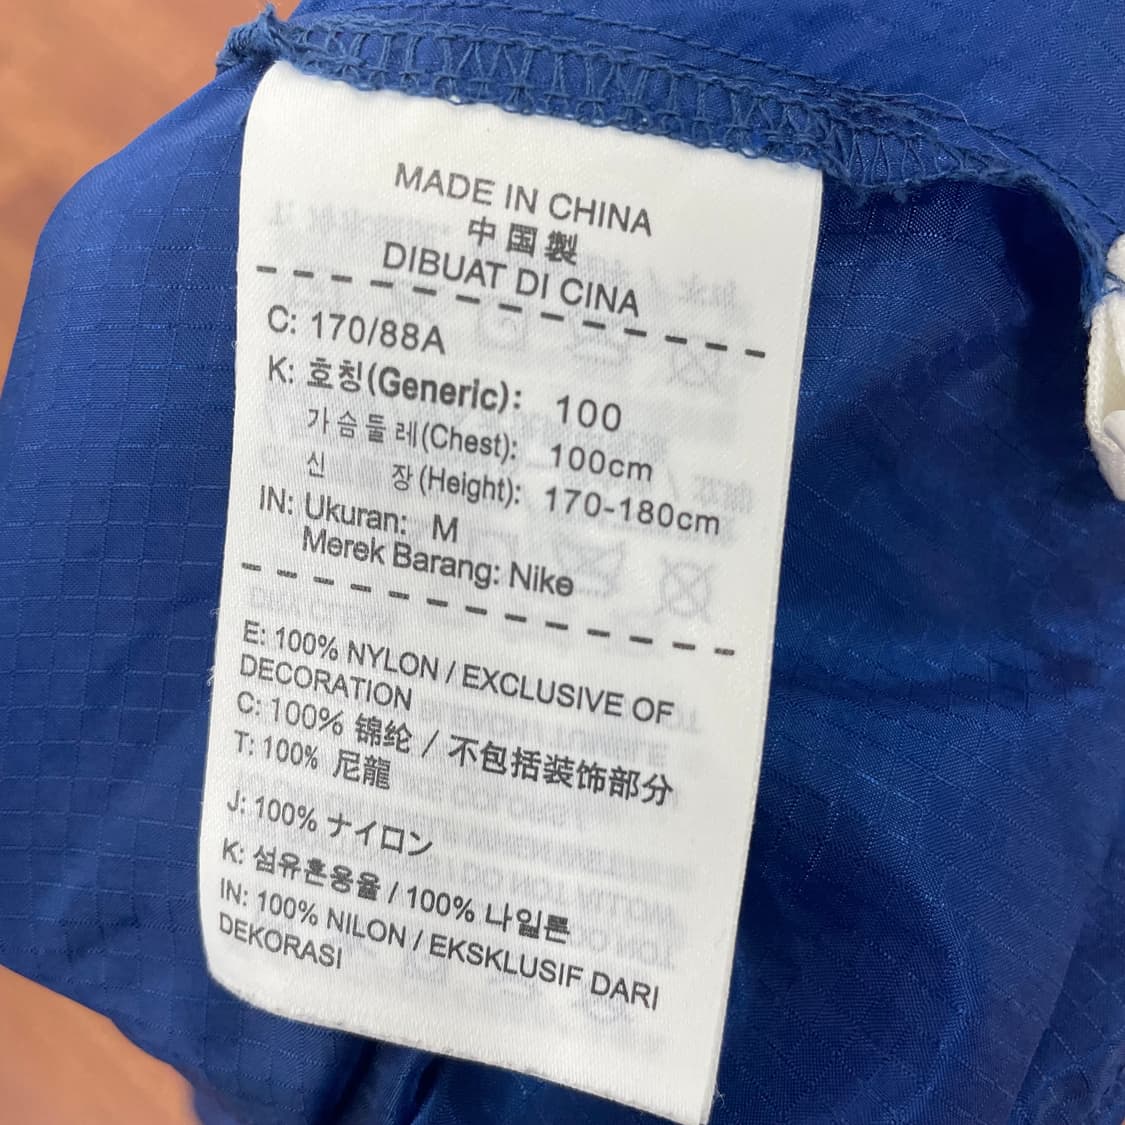 MADE IN CHINA
中国製
DIBUAT DI CINA
C: 170/88A
K: 호칭(Generic): 100
가슴둘레(Chest): 100cm
신 장(Height): 170-180cm
IN: Ukuran: M
Merek Barang: Nike
E: 100% NYLON / EXCLUSIVE OF
DECORATION
C: 100% 锦纶 / 不包括装饰部分
T: 100% 尼龍
J: 100% ナイロン
K: 섬유혼용율 / 100% 나일론
IN: 100% NILON / EKSKLUSIF DARI
DEKORASI